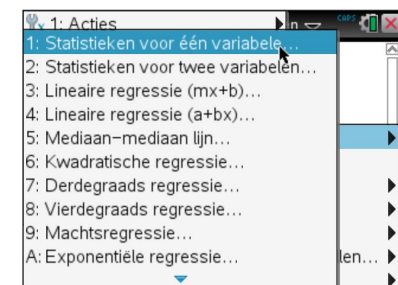 1: Acties
CAPS
1: Statistieken voor één variabele...
2: Statistieken voor twee variabelen...
3: Lineaire regressie (mx+b)...
4: Lineaire regressie (a+bx)...
5: Mediaan-mediaan lijn...
6: Kwadratische regressie...
7: Derdegraads regressie...
8: Vierdegraads regressie...
9: Machtsregressie...
A: Exponentiële regressie...
len...